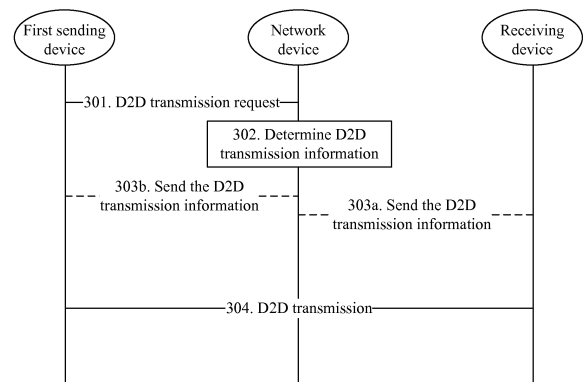 First sending
device
Network
device
Receiving
device
301. D2D transmission request
302. Determine D2D
transmission information
303b. Send the D2D
transmission information
303a. Send the D2D
transmission information
304. D2D transmission